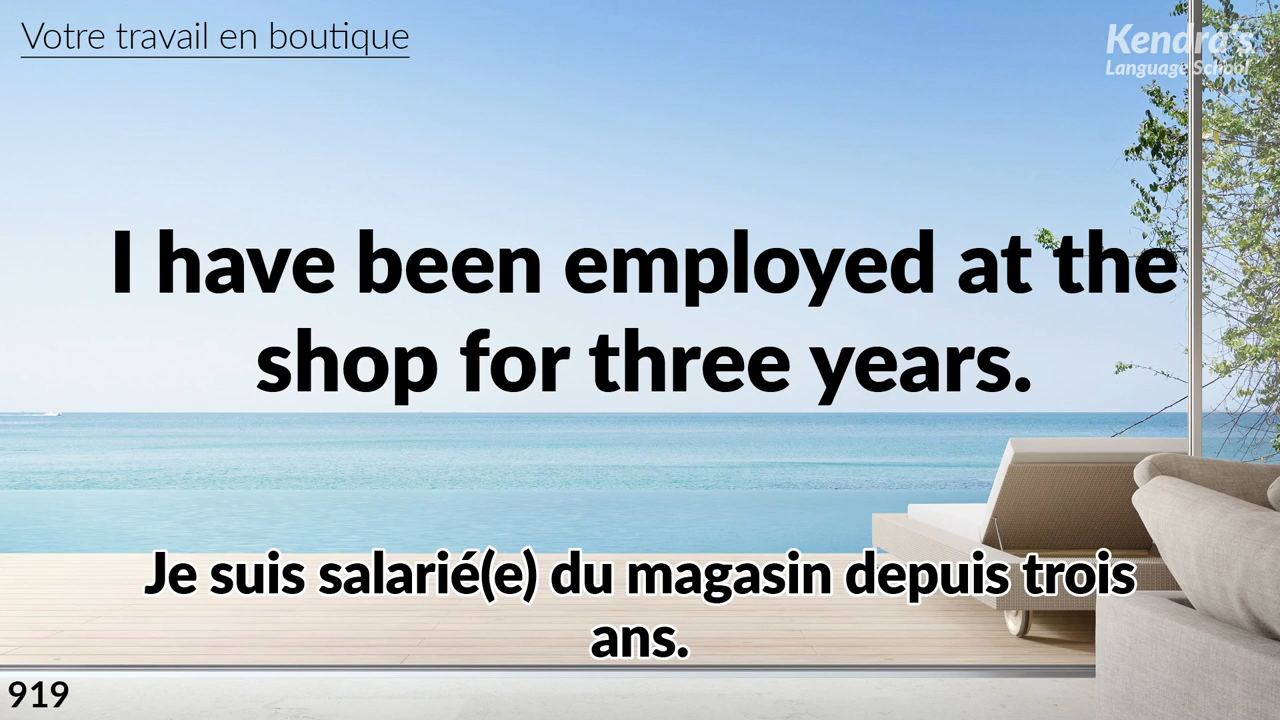 Votre travail en boutique
Kendra's
Language School
I have been employed at the
shop for three years.
Je suis salarié(e) du magasin depuis trois
ans.
919